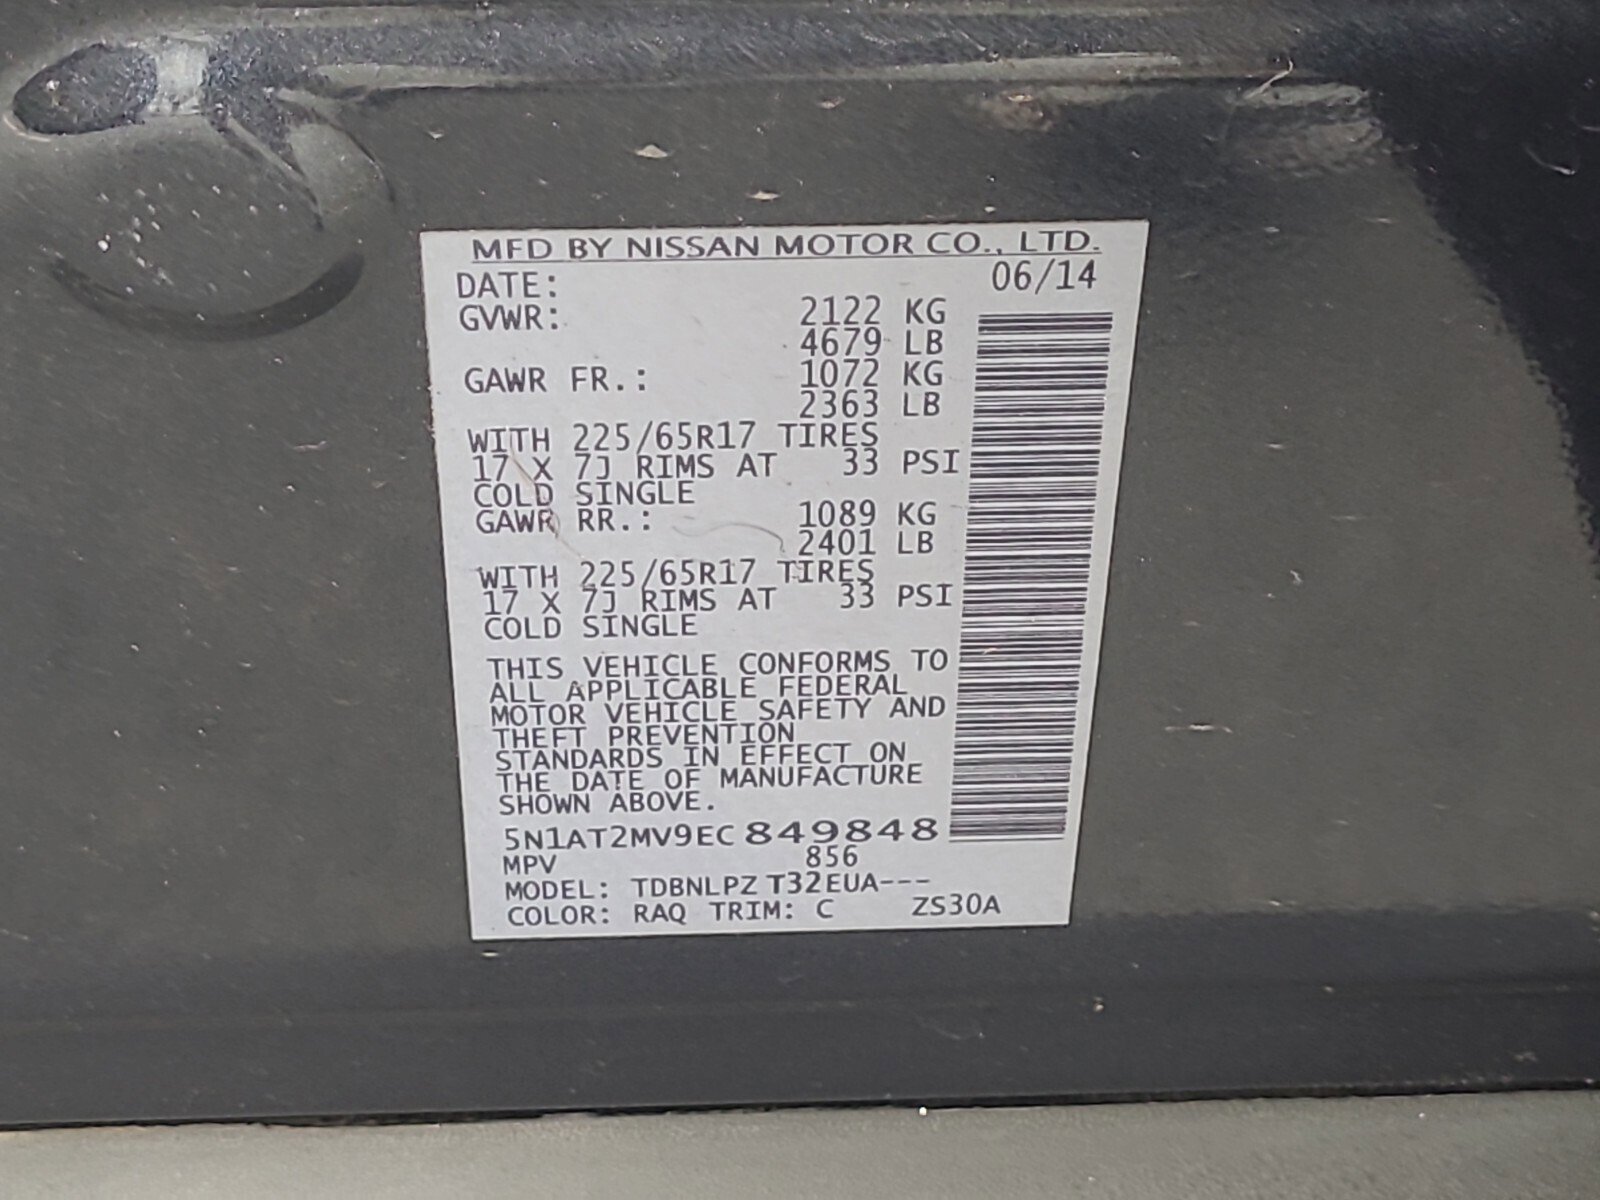 MFD BY NISSAN MOTOR CO., LTD.
DATE: 06/14
GVWR: 2122 KG
4679 LB
GAWR FR.: 1072 KG
2363 LB
WITH 225/65R17 TIRES
17 X 7J RIMS AT 33 PSI
COLD SINGLE
GAWR RR.: 1089 KG
2401 LB
WITH 225/65R17 TIRES
17 X 7J RIMS AT 33 PSI
COLD SINGLE
THIS VEHICLE CONFORMS TO
ALL APPLICABLE FEDERAL
MOTOR VEHICLE SAFETY AND
THEFT PREVENTION
STANDARDS IN EFFECT ON
THE DATE OF MANUFACTURE
SHOWN ABOVE.
5N1AT2MV9EC849848
MPV 856
MODEL: TDBNLPZ T32EUA---
COLOR: RAQ TRIM: C ZS30A